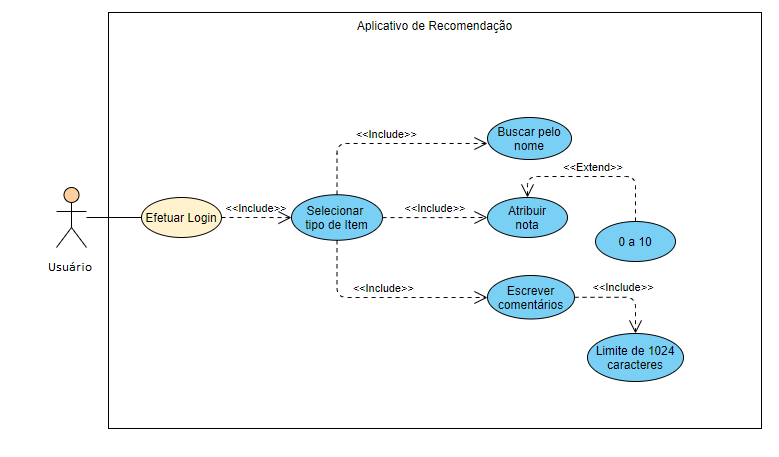 Aplicativo de Recomendação
<<Include>>
Buscar pelo
nome
<<Extend>>
Efetuar Login
<<Include>>
Selecionar
tipo de Item
<<Include>>
Atribuir
nota
0 a 10
Usuário
<<Include>>
Escrever
comentários
<<Include>>
Limite de 1024
caracteres